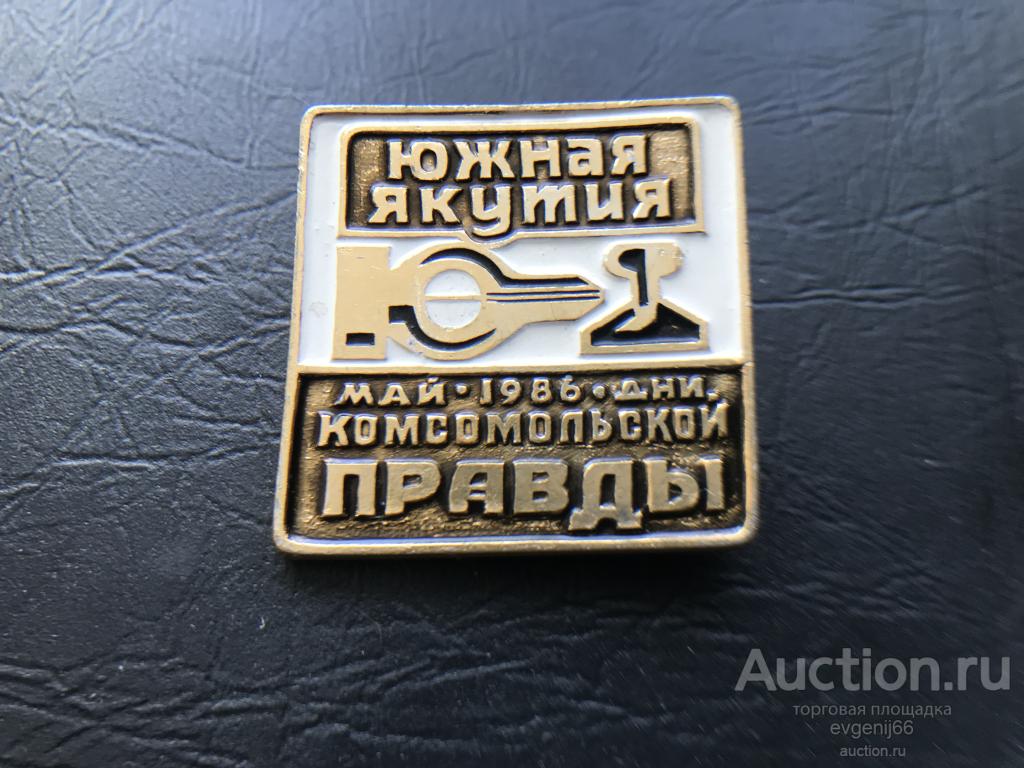 южная
якутия
МАЙ • 1986 • ДНИ
КОМСОМОЛЬСКОЙ
ПРАВДЫ
Auction.ru
торговая площадка
evgenij66
auction.ru